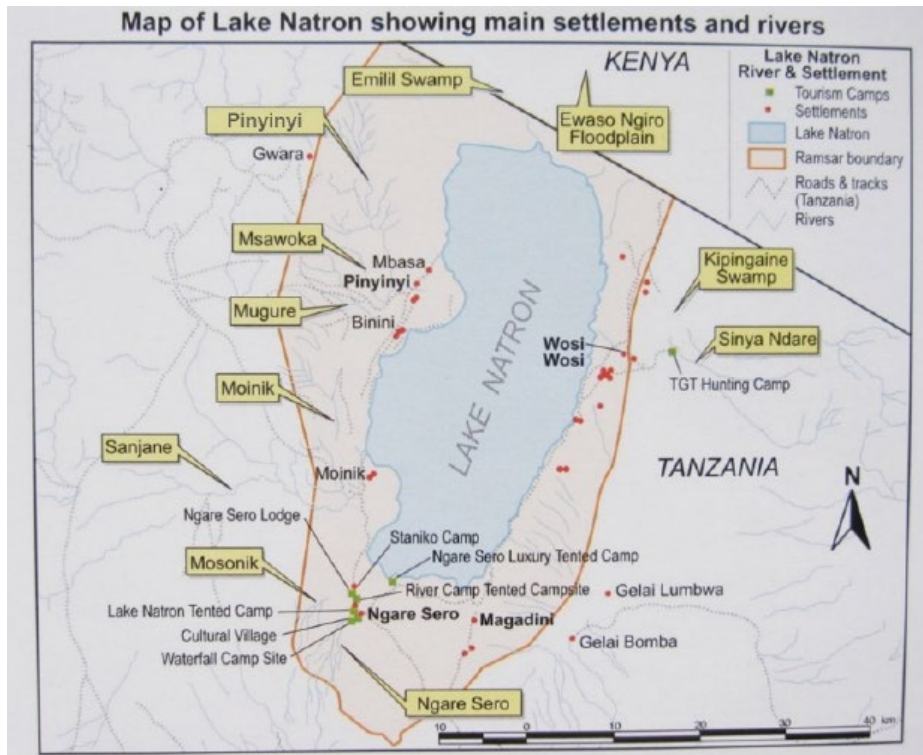 Map of Lake Natron showing main settlements and rivers
KENYA
Lake Natron
River & Settlement
Tourism Camps
Settlements
Lake Natron
Ramsar boundary
Roads & tracks
(Tanzania)
Rivers
Emilil Swamp
Ewaso Ngiro
Floodplain
Pinyinyi
Gwara
Msawoka
Mbasa
Pinyinyi
Kipingaine
Swamp
Mugure
Binini
LAKE NATRON
Wosi
Wosi
Sinya Ndare
TGT Hunting Camp
Moinik
Sanjane
Moinik
TANZANIA
N
Ngare Sero Lodge
Staniko Camp
Ngare Sero Luxury Tented Camp
Mosonik
River Camp Tented Campsite
Gelai Lumbwa
Lake Natron Tented Camp
Ngare Sero
Magadini
Cultural Village
Gelai Bomba
Waterfall Camp Site
Ngare Sero
10 0 10 20 30 40 km